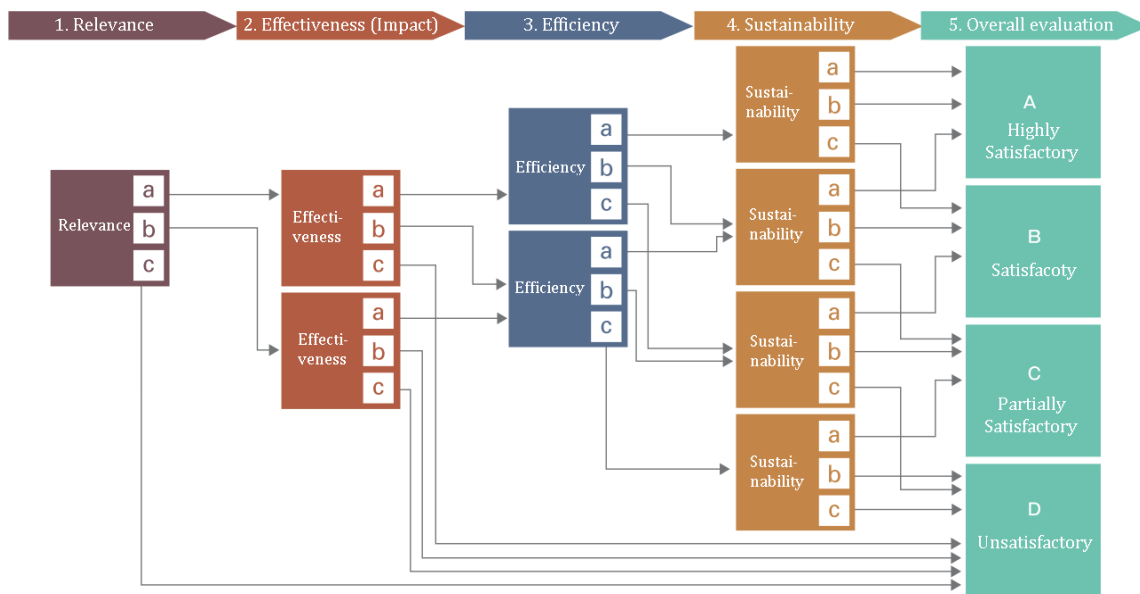 1. Relevance
2. Effectiveness (Impact)
3. Efficiency
4. Sustainability
5. Overall evaluation
Relevance
a
b
c
Effecti-
veness
a
b
c
Effecti-
veness
a
b
c
Efficiency
a
b
c
Efficiency
a
b
c
Sustai-
nability
a
b
c
Sustai-
nability
a
b
c
Sustai-
nability
a
b
c
Sustai-
nability
a
b
c
A
Highly
Satisfactory
B
Satisfacoty
C
Partially
Satisfactory
D
Unsatisfactory